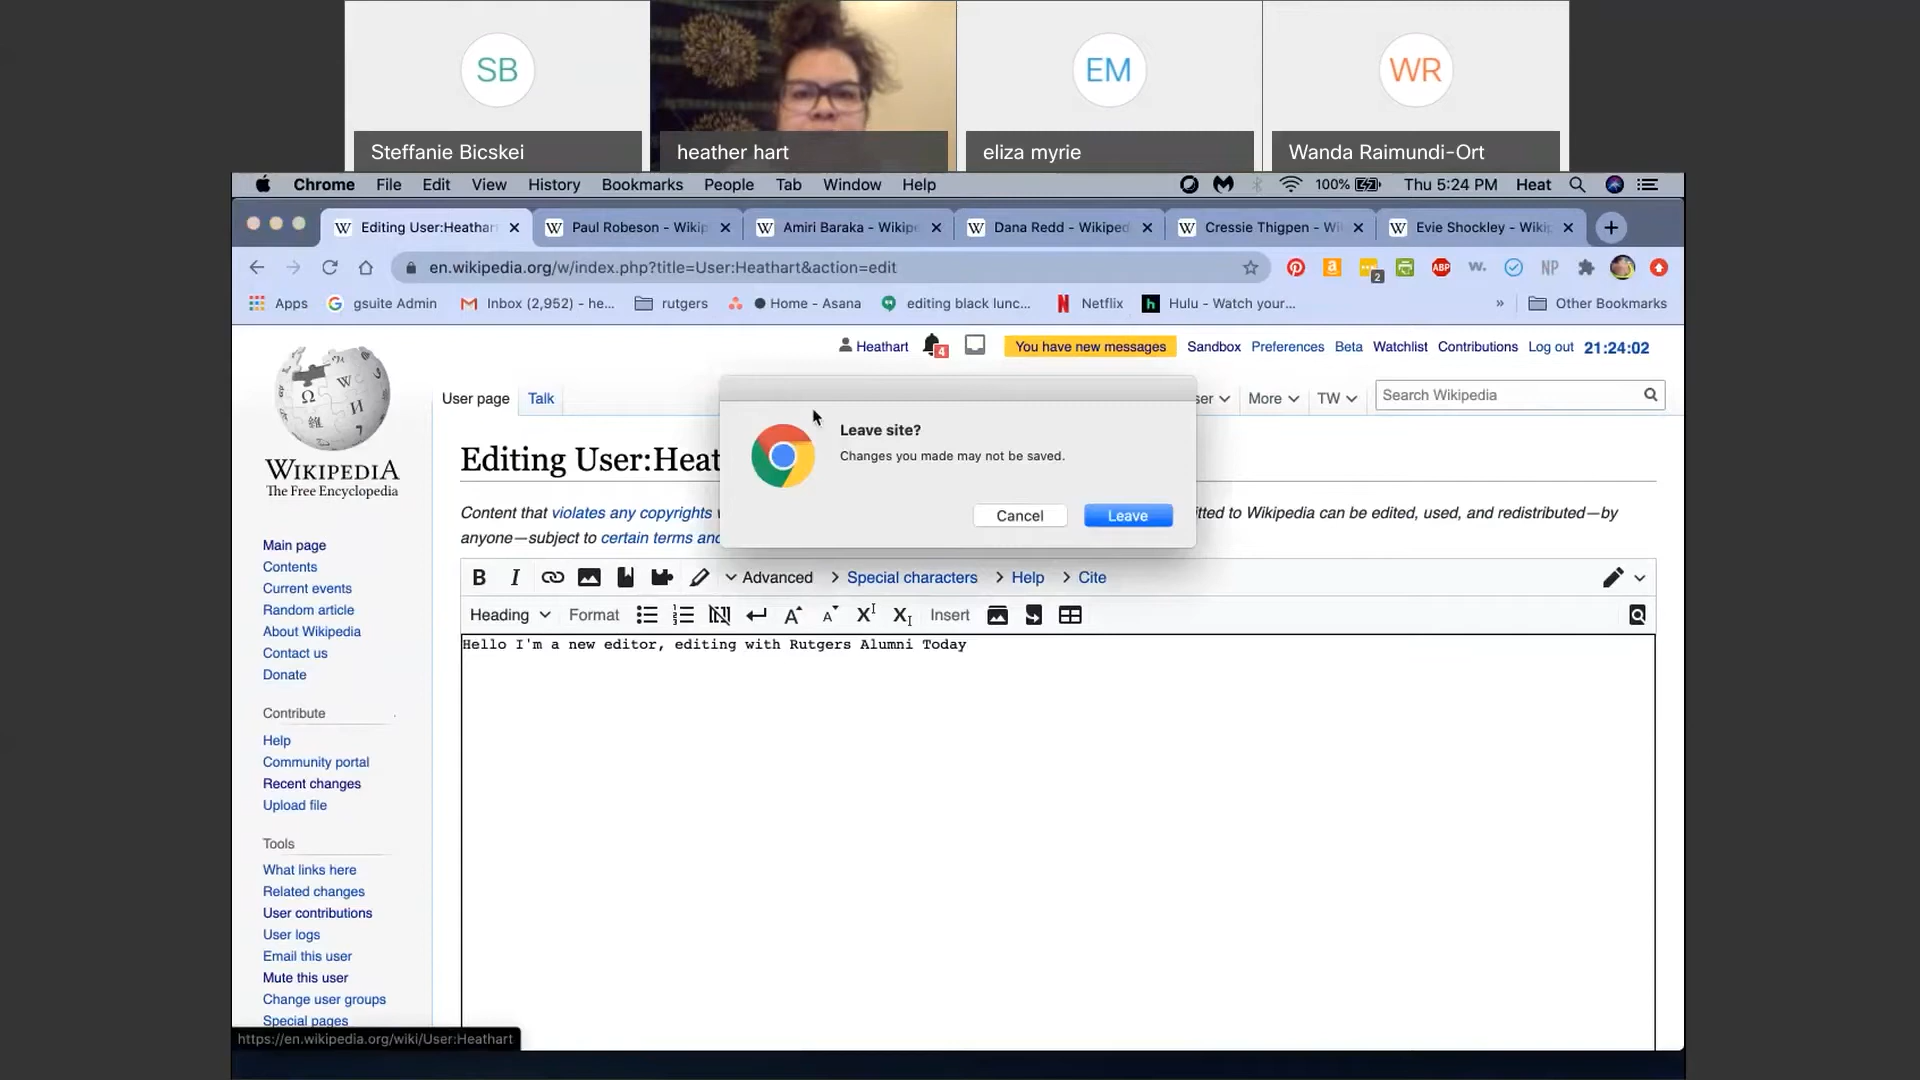 SB
EM
WR
Steffanie Bicskei
heather hart
eliza myrie
Wanda Raimundi-Ort
Chrome File Edit View History Bookmarks People Tab Window Help 100% Thu 5:24 PM Heat
Editing User:Heathar Paul Robeson - Wikip Amiri Baraka - Wikipe Dana Redd - Wikiped Cressie Thigpen - Wi Evie Shockley - Wikip
en.wikipedia.org/w/index.php?title=User:Heathart&action=edit 2 ABP w. NP
Apps gsuite Admin Inbox (2,952) - he... rutgers Home - Asana editing black lunc... Netflix Hulu - Watch your... » Other Bookmarks
Heathart 4 You have new messages Sandbox Preferences Beta Watchlist Contributions Log out 21:24:02
User page Talk ser More TW Search Wikipedia
WIKIPEDIA
The Free Encyclopedia
Leave site?
Changes you made may not be saved.
Cancel Leave
Editing User:Heat
Content that violates any copyrights itted to Wikipedia can be edited, used, and redistributed—by
anyone—subject to certain terms and
B I Advanced Special characters Help Cite
Heading Format Insert
Hello I'm a new editor, editing with Rutgers Alumni Today
Main page
Contents
Current events
Random article
About Wikipedia
Contact us
Donate
Contribute
Help
Community portal
Recent changes
Upload file
Tools
What links here
Related changes
User contributions
User logs
Email this user
Mute this user
Change user groups
Special pages
https://en.wikipedia.org/wiki/User:Heathart